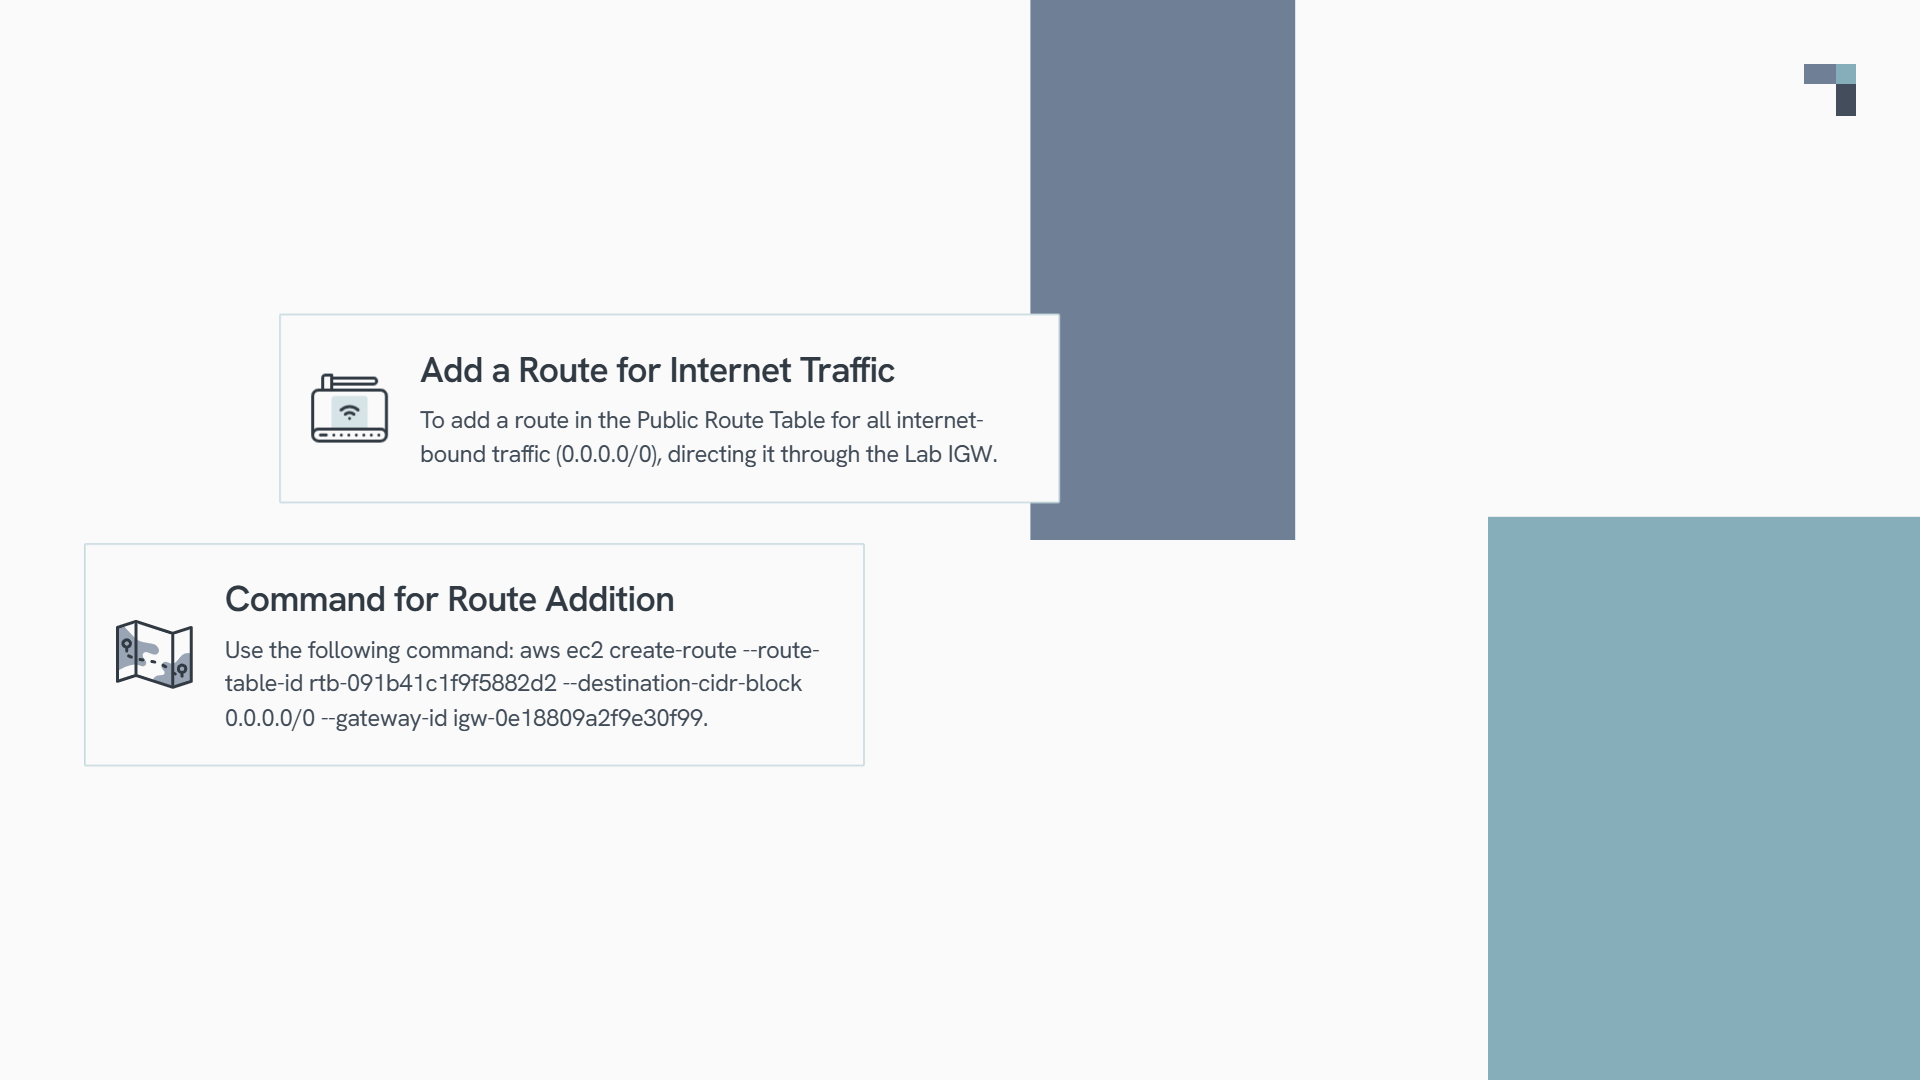 Add a Route for Internet Traffic
To add a route in the Public Route Table for all internet-
bound traffic (0.0.0.0/0), directing it through the Lab IGW.
Command for Route Addition
Use the following command: aws ec2 create-route --route-
table-id rtb-091b41c1f9f5882d2 --destination-cidr-block
0.0.0.0/0 --gateway-id igw-0e18809a2f9e30f99.